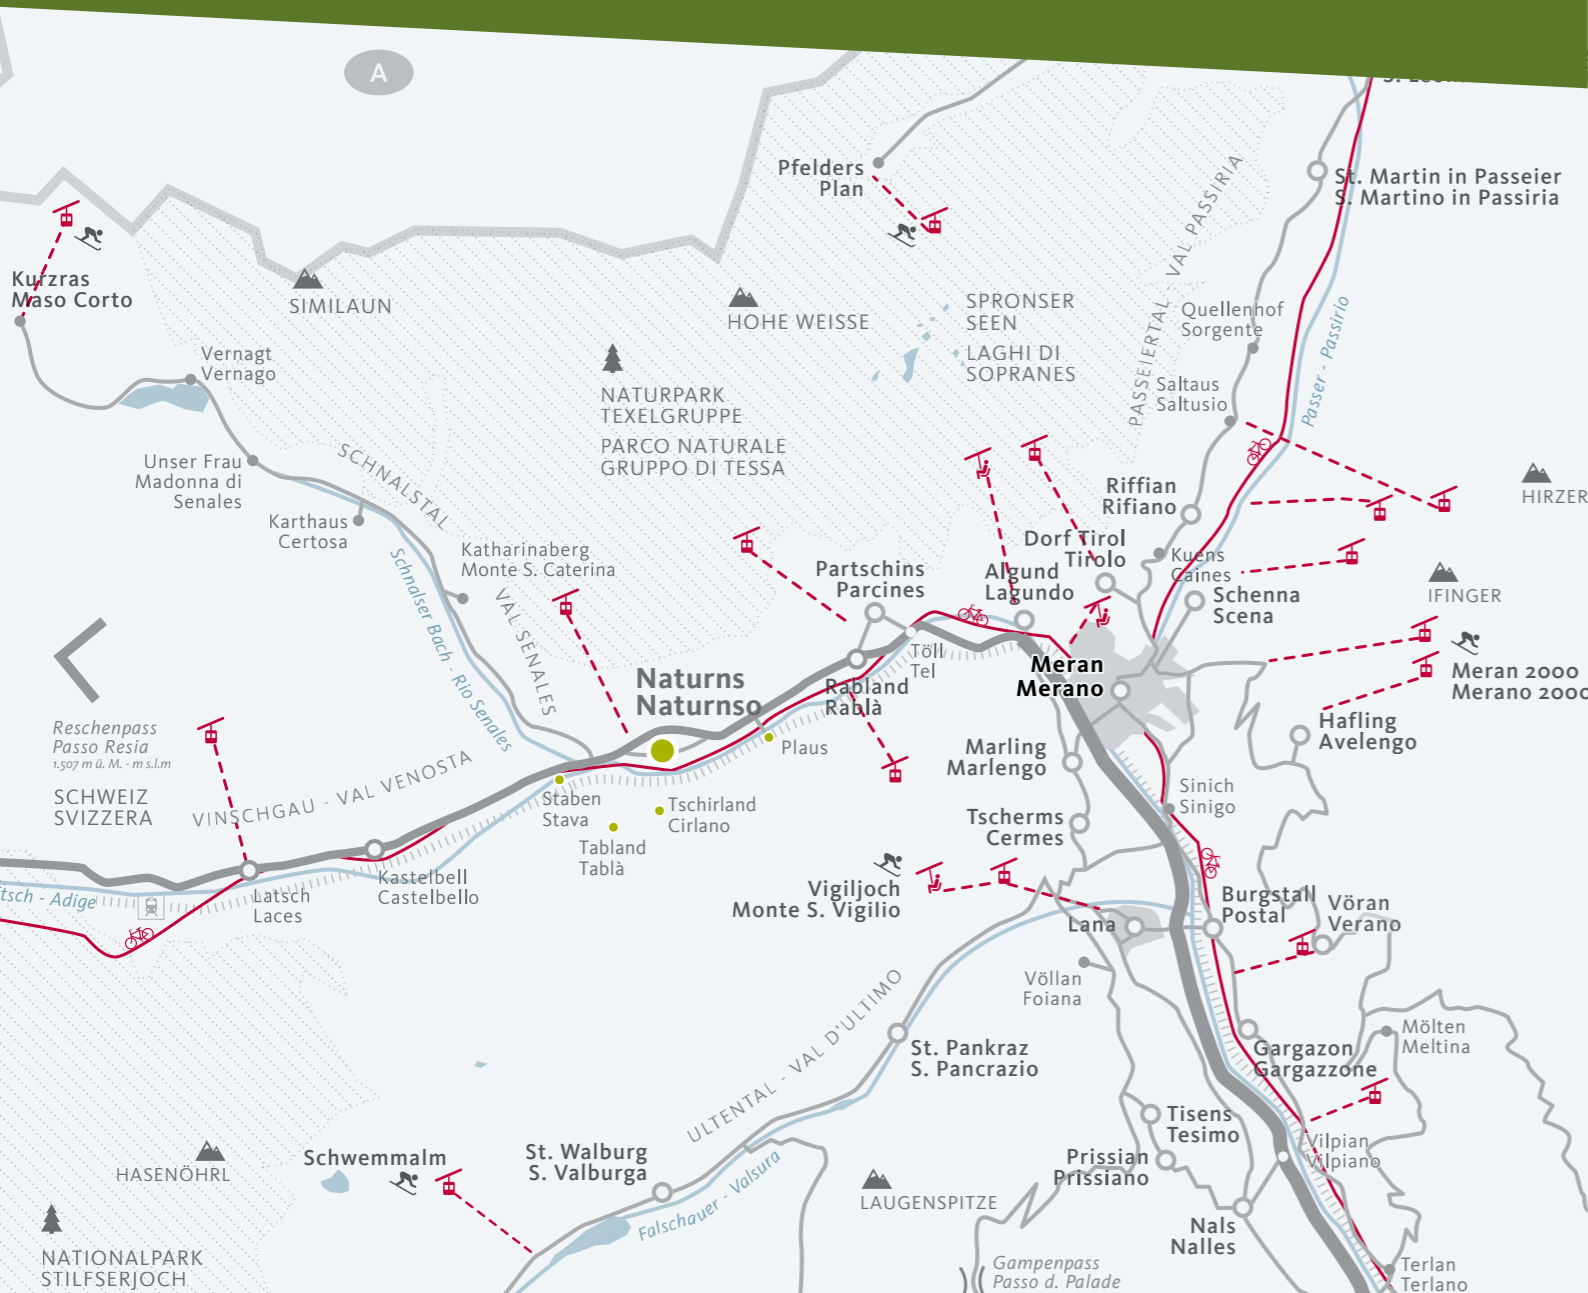 A
Pfelders
Plan
St. Martin in Passeier
S. Martino in Passiria
PASSEIERTAL - VAL PASSIRIA
Kurzras
Maso Corto
SIMILAUN
HOHE WEISSE
SPRONSER
SEEN
LAGHI DI
SOPRANES
Quellenhof
Sorgente
Passer - Passirio
Vernagt
Vernago
NATURPARK
TEXELGRUPPE
PARCO NATURALE
GRUPPO DI TESSA
Saltaus
Saltusio
Unser Frau
Madonna di
Senales
SCHNALSTAL
Karthaus
Certosa
Riffian
Rifiano
HIRZER
Katharinaberg
Monte S. Caterina
Schnalser Bach - Rio Senales
VAL SENALES
Partschins
Parcines
Dorf Tirol
Tirolo
Algund
Lagundo
Kuens
Caines
Schenna
Scena
IFINGER
Töll
Tel
Meran
Merano
Meran 2000
Merano 2000
Naturns
Naturnso
Rabland
Rablà
Plaus
Hafling
Avelengo
Reschenpass
Passo Resia
1.507 m ü. M. - m s.l.m
SCHWEIZ
SVIZZERA
VINSCHGAU - VAL VENOSTA
Marling
Marlengo
Sinich
Sinigo
Staben
Stava
Tschirland
Cirlano
Tabland
Tablà
Tscherms
Cermes
Kastelbell
Castelbello
Latsch
Laces
tsch - Adige
Vigiljoch
Monte S. Vigilio
Lana
Burgstall
Postal
Vöran
Verano
Völlan
Foiana
ULTENTAL - VAL D'ULTIMO
St. Pankraz
S. Pancrazio
Gargazon
Gargazzone
Mölten
Meltina
Tisens
Tesimo
Vilpian
Vilpiano
Prissian
Prissiano
HASENÖHRL
Schwemmalm
St. Walburg
S. Valburga
Falschauer - Valsura
LAUGENSPITZE
Nals
Nalles
NATIONALPARK
STILFSERJOCH
Gampenpass
Passo d. Palade
Terlan
Terlano